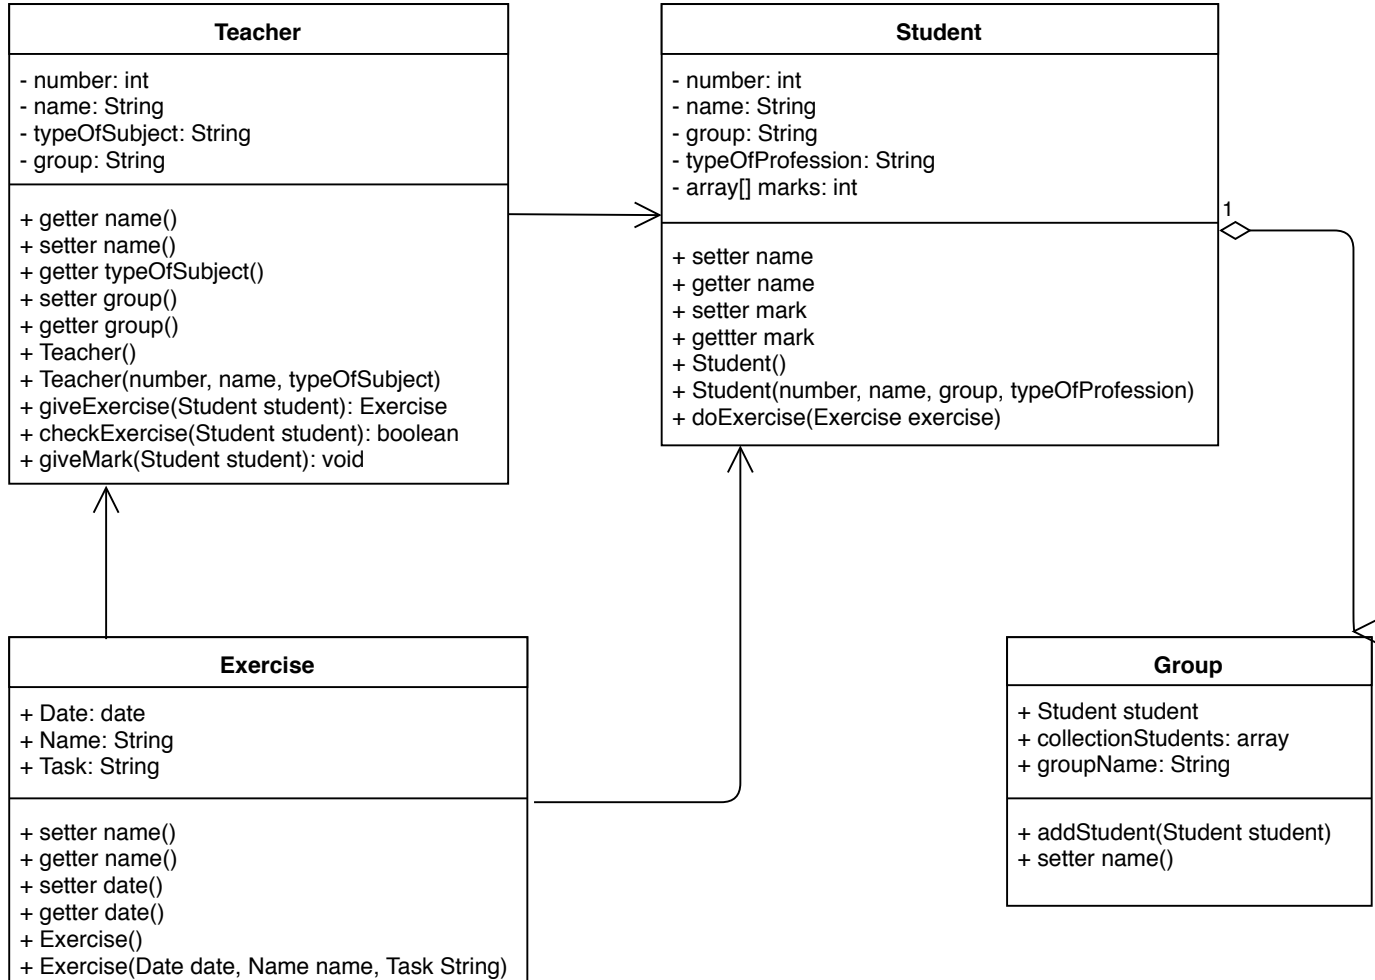 Teacher
- number: int
- name: String
- typeOfSubject: String
- group: String
+ getter name()
+ setter name()
+ getter typeOfSubject()
+ setter group()
+ getter group()
+ Teacher()
+ Teacher(number, name, typeOfSubject)
+ giveExercise(Student student): Exercise
+ checkExercise(Student student): boolean
+ giveMark(Student student): void
Student
- number: int
- name: String
- group: String
- typeOfProfession: String
- array[] marks: int
+ setter name
+ getter name
+ setter mark
+ gettter mark
+ Student()
+ Student(number, name, group, typeOfProfession)
+ doExercise(Exercise exercise)
1
Exercise
+ Date: date
+ Name: String
+ Task: String
+ setter name()
+ getter name()
+ setter date()
+ getter date()
+ Exercise()
+ Exercise(Date date, Name name, Task String)
Group
+ Student student
+ collectionStudents: array
+ groupName: String
+ addStudent(Student student)
+ setter name()